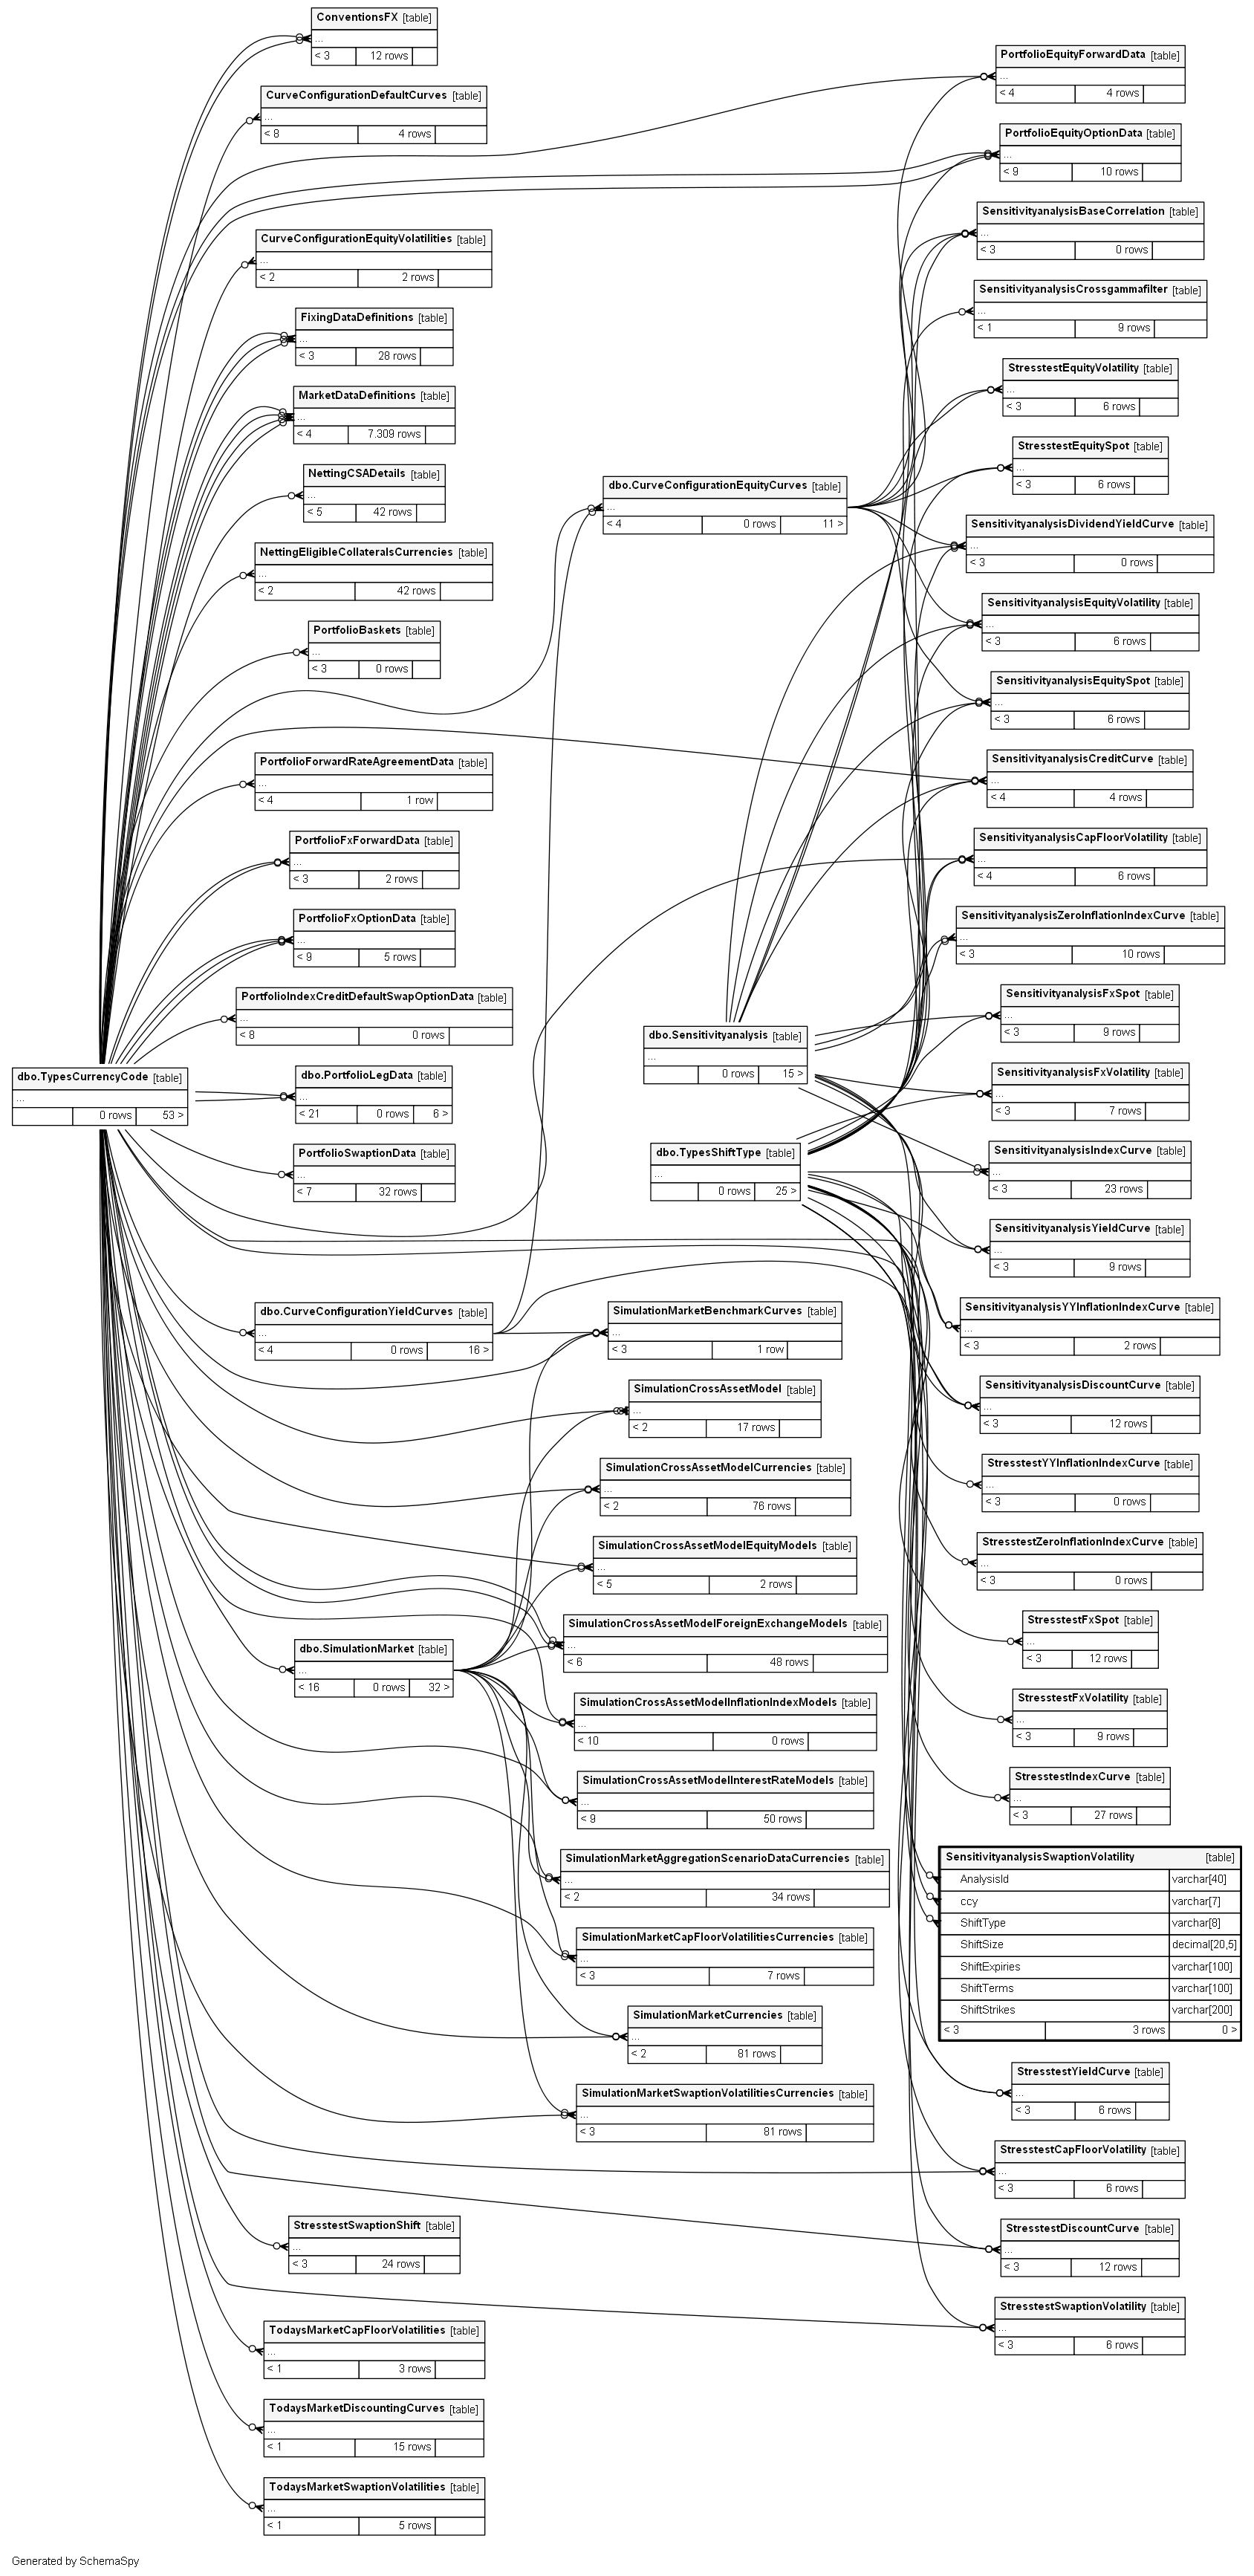 ConventionsFX [table]
...
< 3 12 rows
CurveConfigurationDefaultCurves [table]
...
< 8 4 rows
CurveConfigurationEquityVolatilities [table]
...
< 2 2 rows
FixingDataDefinitions [table]
...
< 3 28 rows
MarketDataDefinitions [table]
...
< 4 7.309 rows
NettingCSADetails [table]
...
< 5 42 rows
NettingEligibleCollateralsCurrencies [table]
...
< 2 42 rows
PortfolioBaskets [table]
...
< 3 0 rows
PortfolioForwardRateAgreementData [table]
...
< 4 1 row
PortfolioFxForwardData [table]
...
< 3 2 rows
PortfolioFxOptionData [table]
...
< 9 5 rows
PortfolioIndexCreditDefaultSwapOptionData [table]
...
< 8 0 rows
dbo.TypesCurrencyCode [table]
...
0 rows 53 >
dbo.PortfolioLegData [table]
...
< 21 0 rows 6 >
PortfolioSwaptionData [table]
...
< 7 32 rows
dbo.CurveConfigurationYieldCurves [table]
...
< 4 0 rows 16 >
dbo.SimulationMarket [table]
...
< 16 0 rows 32 >
StresstestSwaptionShift [table]
...
< 3 24 rows
TodaysMarketCapFloorVolatilities [table]
...
< 1 3 rows
TodaysMarketDiscountingCurves [table]
...
< 1 15 rows
TodaysMarketSwaptionVolatilities [table]
...
< 1 5 rows
dbo.CurveConfigurationEquityCurves [table]
...
< 4 0 rows 11 >
dbo.Sensitivityanalysis [table]
...
0 rows 15 >
dbo.TypesShiftType [table]
...
0 rows 25 >
SimulationMarketBenchmarkCurves [table]
...
< 3 1 row
SimulationCrossAssetModel [table]
...
< 2 17 rows
SimulationCrossAssetModelCurrencies [table]
...
< 2 76 rows
SimulationCrossAssetModelEquityModels [table]
...
< 5 2 rows
SimulationCrossAssetModelForeignExchangeModels [table]
...
< 6 48 rows
SimulationCrossAssetModelInflationIndexModels [table]
...
< 10 0 rows
SimulationCrossAssetModelInterestRateModels [table]
...
< 9 50 rows
SimulationMarketAggregationScenarioDataCurrencies [table]
...
< 2 34 rows
SimulationMarketCapFloorVolatilitiesCurrencies [table]
...
< 3 7 rows
SimulationMarketCurrencies [table]
...
< 2 81 rows
SimulationMarketSwaptionVolatilitiesCurrencies [table]
...
< 3 81 rows
PortfolioEquityForwardData [table]
...
< 4 4 rows
PortfolioEquityOptionData [table]
...
< 9 10 rows
SensitivityanalysisBaseCorrelation [table]
...
< 3 0 rows
SensitivityanalysisCrossgammafilter [table]
...
< 1 9 rows
StresstestEquityVolatility [table]
...
< 3 6 rows
StresstestEquitySpot [table]
...
< 3 6 rows
SensitivityanalysisDividendYieldCurve [table]
...
< 3 0 rows
SensitivityanalysisEquityVolatility [table]
...
< 3 6 rows
SensitivityanalysisEquitySpot [table]
...
< 3 6 rows
SensitivityanalysisCreditCurve [table]
...
< 4 4 rows
SensitivityanalysisCapFloorVolatility [table]
...
< 4 6 rows
SensitivityanalysisZeroInflationIndexCurve [table]
...
< 3 10 rows
SensitivityanalysisFxSpot [table]
...
< 3 9 rows
SensitivityanalysisFxVolatility [table]
...
< 3 7 rows
SensitivityanalysisIndexCurve [table]
...
< 3 23 rows
SensitivityanalysisYieldCurve [table]
...
< 3 9 rows
SensitivityanalysisYYInflationIndexCurve [table]
...
< 3 2 rows
SensitivityanalysisDiscountCurve [table]
...
< 3 12 rows
StresstestYYInflationIndexCurve [table]
...
< 3 0 rows
StresstestZeroInflationIndexCurve [table]
...
< 3 0 rows
StresstestFxSpot [table]
...
< 3 12 rows
StresstestFxVolatility [table]
...
< 3 9 rows
StresstestIndexCurve [table]
...
< 3 27 rows
SensitivityanalysisSwaptionVolatility [table]
AnalysisId varchar[40]
ccy varchar[7]
ShiftType varchar[8]
ShiftSize decimal[20,5]
ShiftExpiries varchar[100]
ShiftTerms varchar[100]
ShiftStrikes varchar[200]
< 3 3 rows 0 >
StresstestYieldCurve [table]
...
< 3 6 rows
StresstestCapFloorVolatility [table]
...
< 3 6 rows
StresstestDiscountCurve [table]
...
< 3 12 rows
StresstestSwaptionVolatility [table]
...
< 3 6 rows
Generated by SchemaSpy